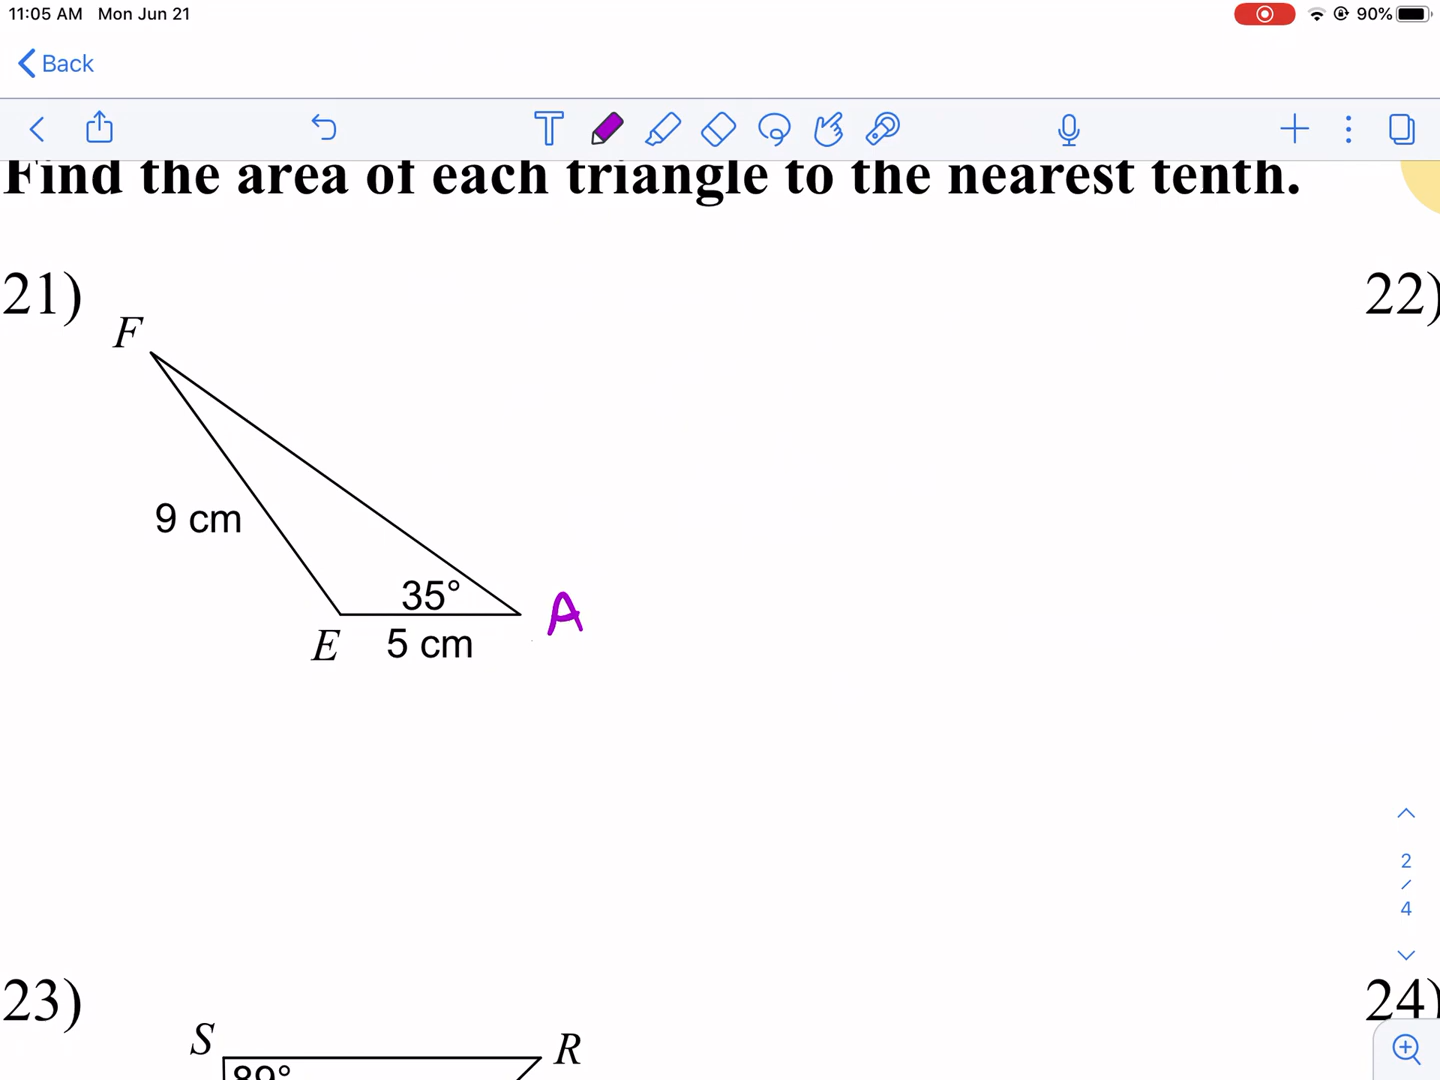 11:05 AM Mon Jun 21
90%
Back
Find the area of each triangle to the nearest tenth.
21)
22)
F
9 cm
35°
A
E
5 cm
2
/
4
23)
24)
S
R
89°